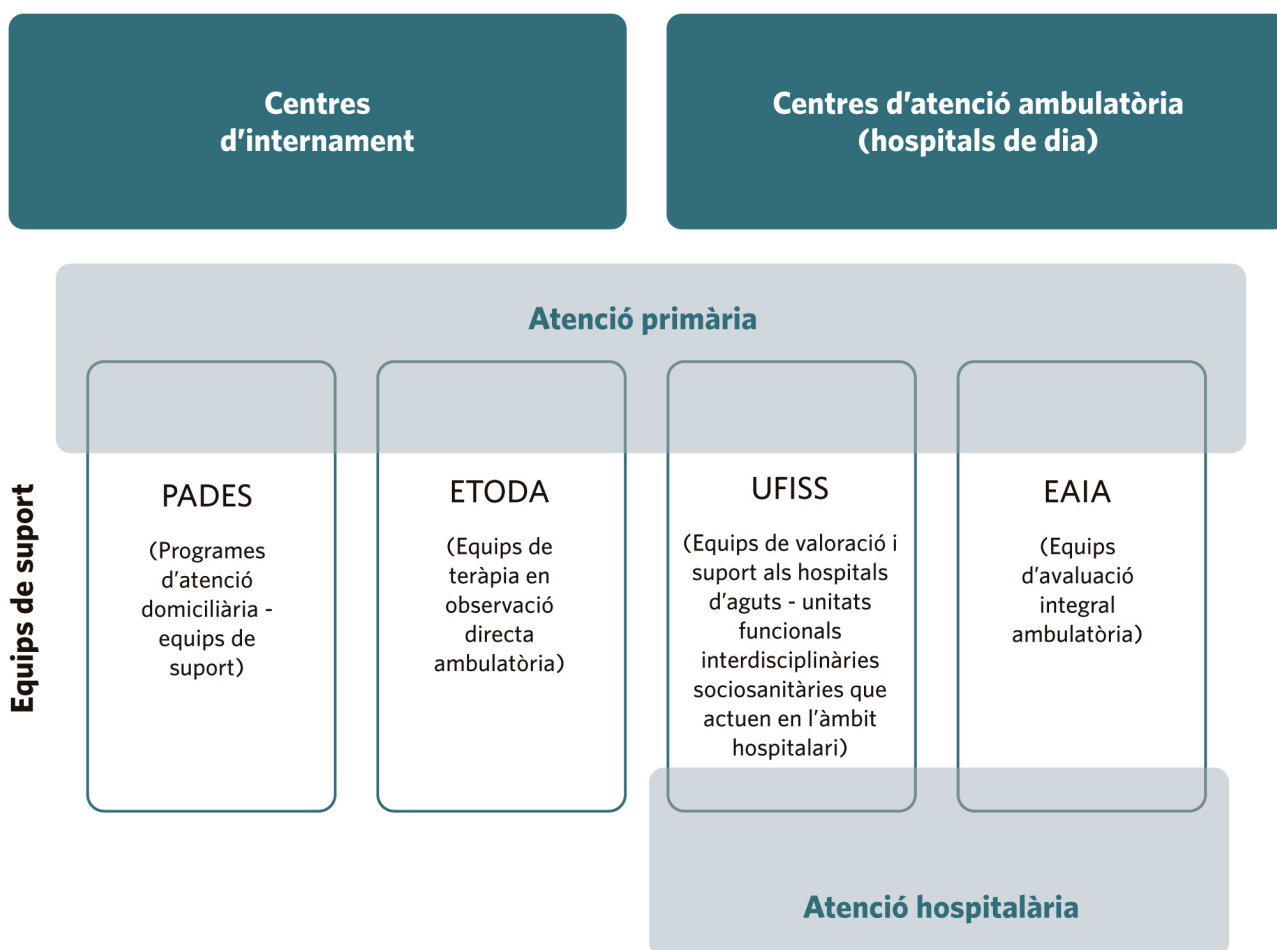 Centres
d'internament
Centres d'atenció ambulatòria
(hospitals de dia)
Atenció primària
Equips de suport
PADES
(Programes
d'atenció
domiciliària -
equips de
suport)
ETODA
(Equips de
teràpia en
observació
directa
ambulatòria)
UFISS
(Equips de valoració i
suport als hospitals
d'aguts - unitats
funcionals
interdisciplinàries
sociosanitàries que
actuen en l'àmbit
hospitalari)
EAIA
(Equips
d'avaluació
integral
ambulatòria)
Atenció hospitalària